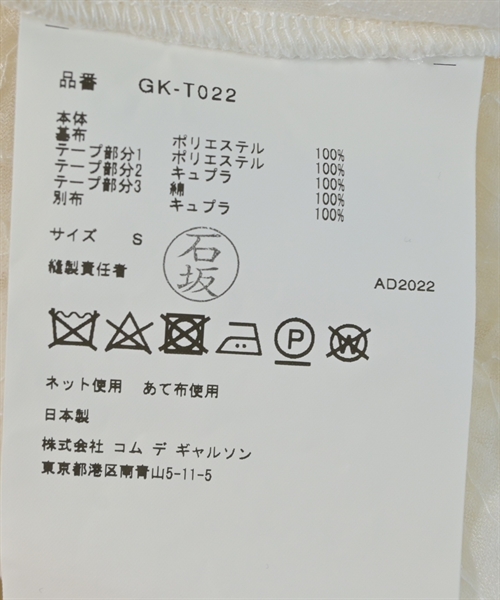 品番 GK-T022
本体
基布 ポリエステル 100%
テープ部分1 ポリエステル 100%
テープ部分2 キュプラ 100%
テープ部分3 綿 100%
別布 キュプラ 100%
サイズ S
石坂
縫製責任者
AD2022
P W
ネット使用 あて布使用
日本製
株式会社 コム デ ギャルソン
東京都港区南青山5-11-5